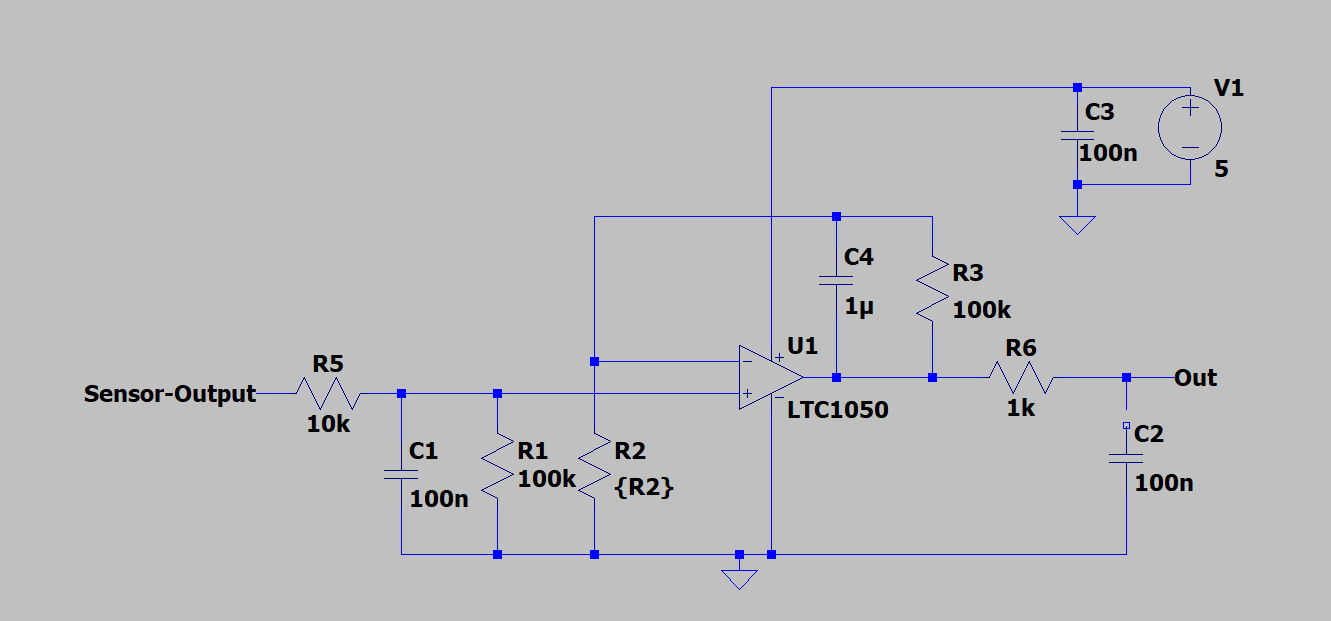 V1
C3
100n
5
C4
R3
1µ
100k
U1
R6
R5
Sensor-Output
Out
10k
LTC1050
1k
C1
R1
R2
C2
100n
100k
{R2}
100n